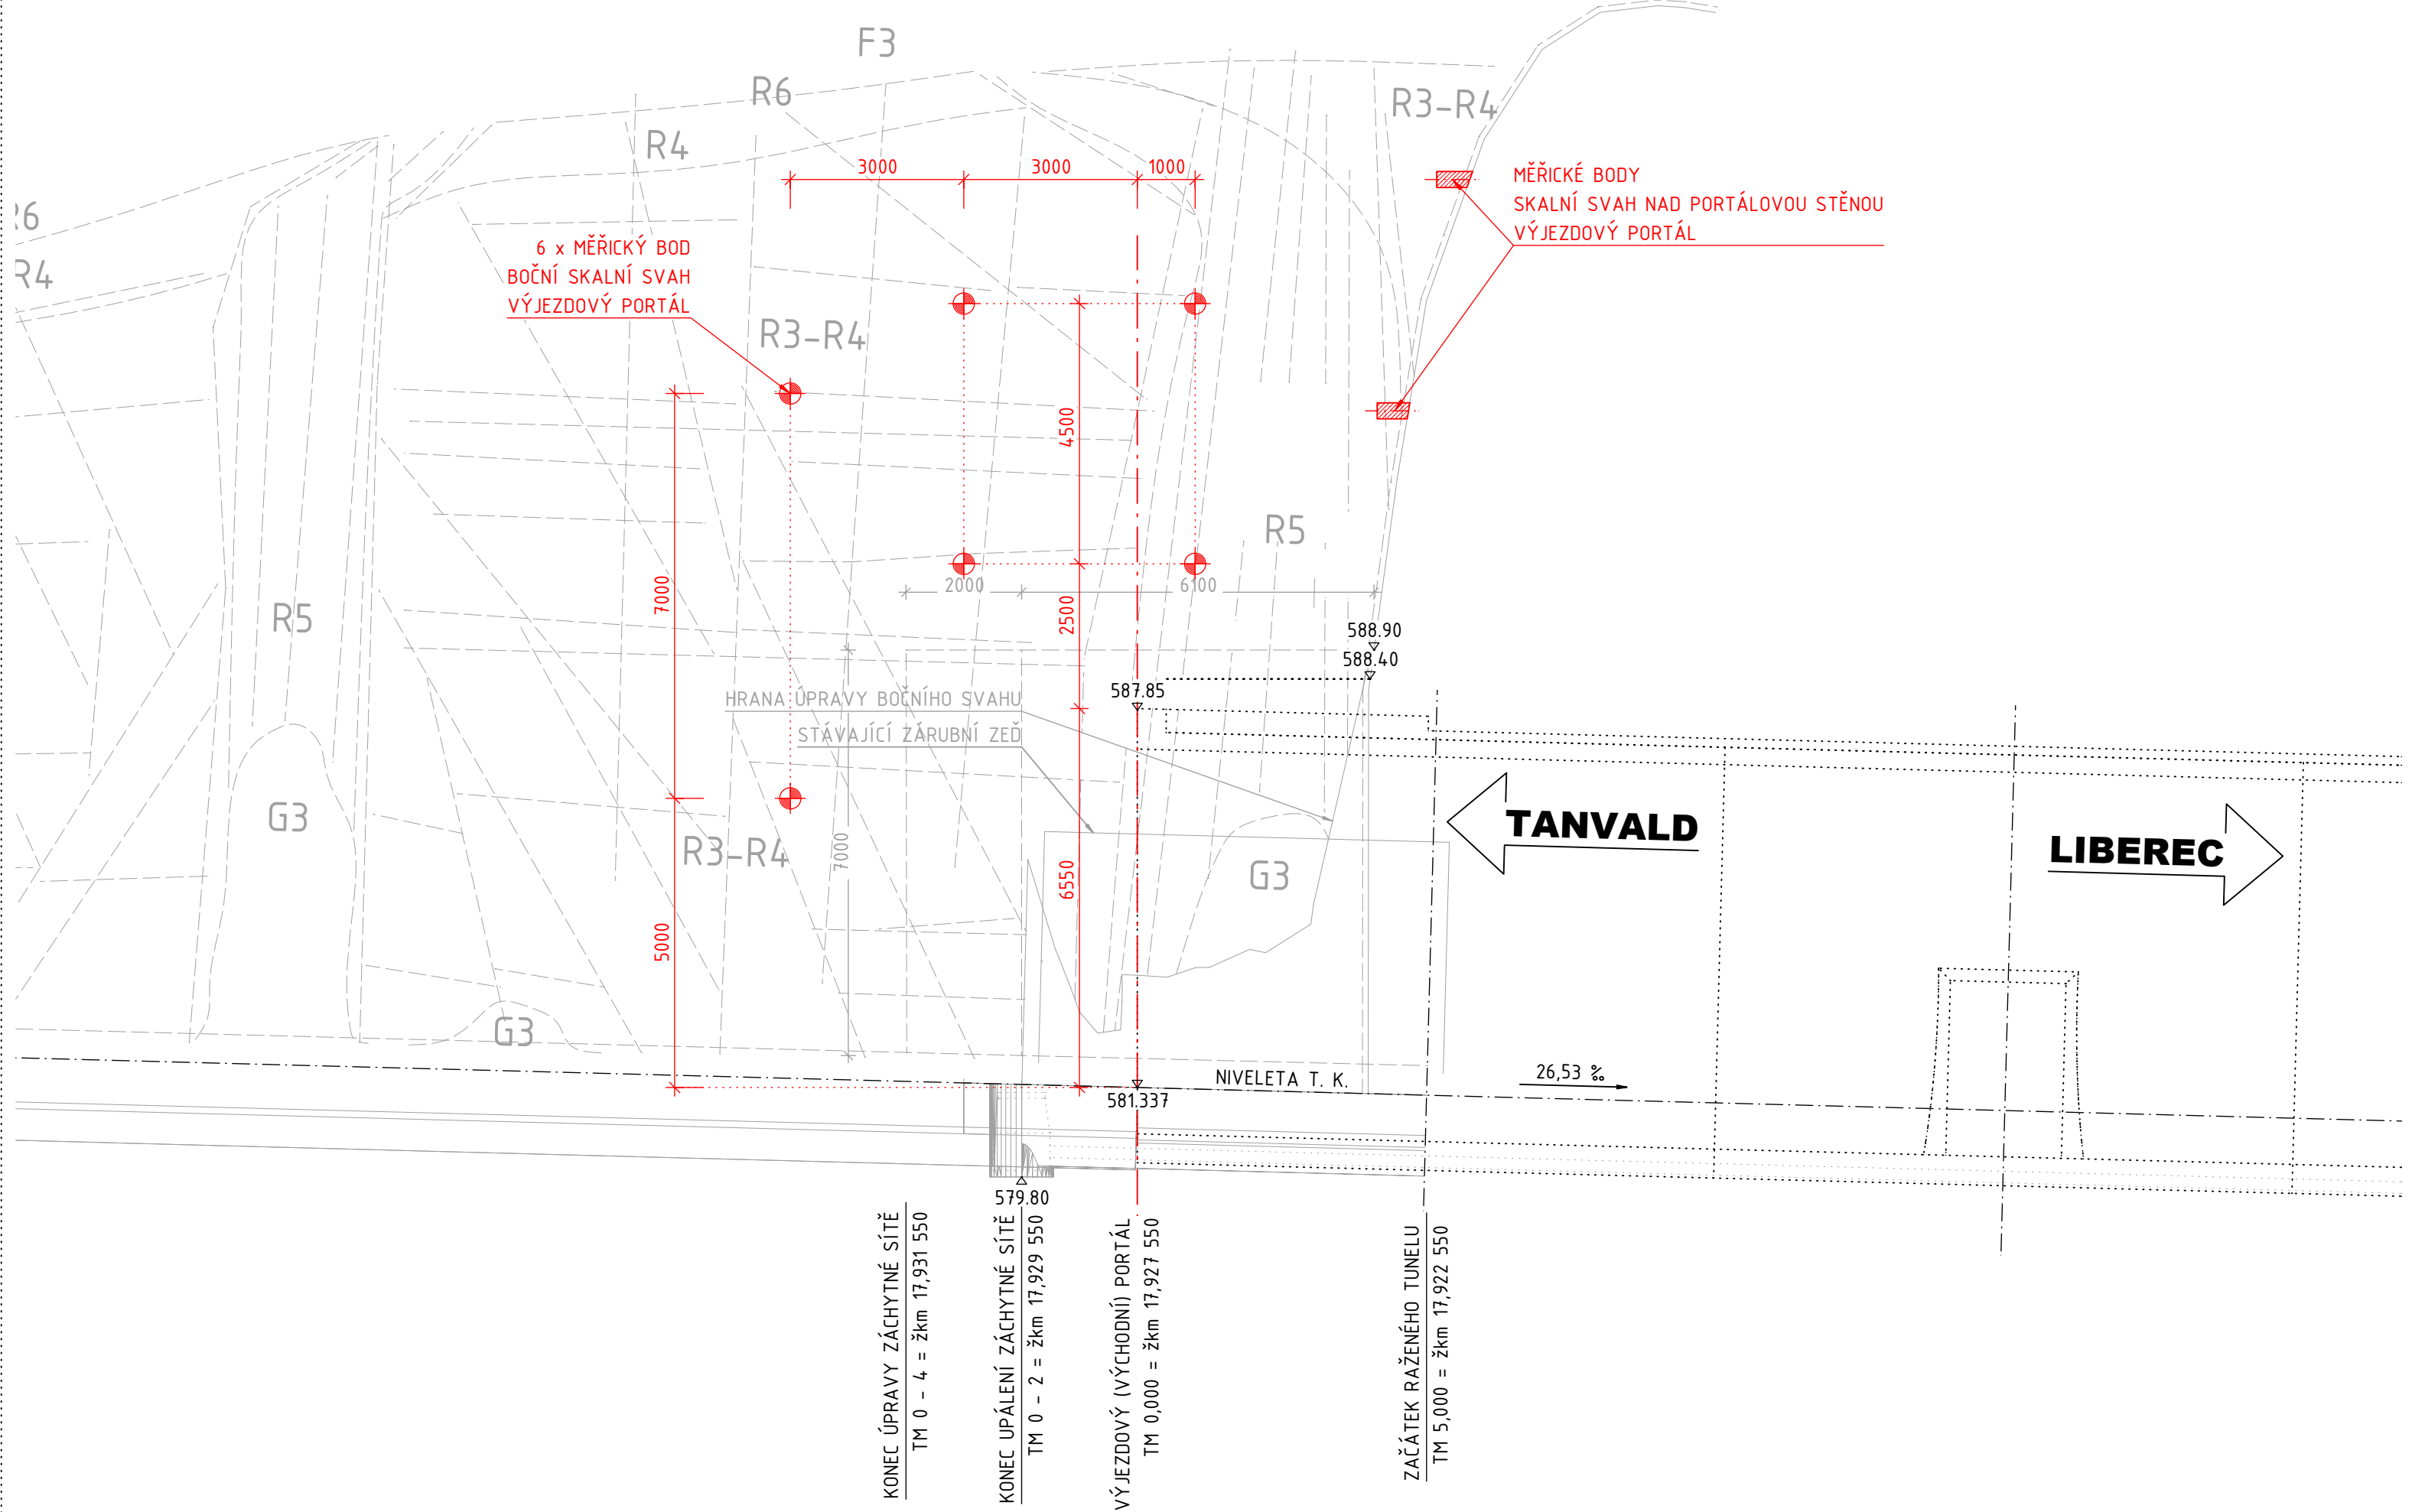 F3
R6
R3-R4
R4
3000
3000
1000
MĚŘICKÉ BODY
SKALNÍ SVAH NAD PORTÁLOVOU STĚNOU
VÝJEZDOVÝ PORTÁL
R6
R4
6 x MĚŘICKÝ BOD
BOČNÍ SKALNÍ SVAH
VÝJEZDOVÝ PORTÁL
R3-R4
4500
R5
2000
6100
7000
2500
R5
588.90
588.40
587.85
HRANA ÚPRAVY BOČNÍHO SVAHU
STÁVAJÍCÍ ZÁRUBNÍ ZEĎ
G3
TANVALD
LIBEREC
R3-R4
7000
6550
G3
5000
G3
NIVELETA T. K.
26,53 ‰
581.337
579.80
KONEC ÚPRAVY ZÁCHYTNÉ SÍTĚ
TM 0 - 4 = žkm 17,931 550
KONEC UPÁLENÍ ZÁCHYTNÉ SÍTĚ
TM 0 - 2 = žkm 17,929 550
VÝJEZDOVÝ (VÝCHODNÍ) PORTÁL
TM 0,000 = žkm 17,927 550
ZAČÁTEK RAŽENÉHO TUNELU
TM 5,000 = žkm 17,922 550